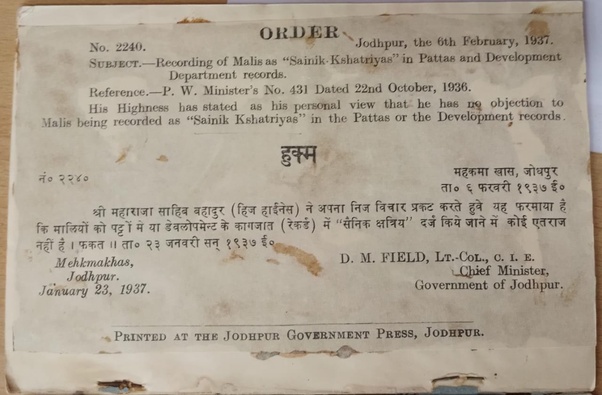 ORDER
No. 2240. Jodhpur, the 6th February, 1937.
SUBJECT.—Recording of Malis as "Sainik-Kshatriyas" in Pattas and Development
Department records.
Reference.—P. W. Minister's No. 431 Dated 22nd October, 1936.
His Highness has stated as his personal view that he has no objection to
Malis being recorded as "Sainik Kshatriyas" in the Pattas or the Development records.
हुक्म
नं० २२४० महकमा खास, जोधपुर
ता० ६ फरवरी १९३७ ई०
श्री महाराजा साहिब बहादुर (हिज हाईनेस) ने अपना निज विचार प्रकट करते हुवे यह फरमाया है
कि मालियों को पट्टों में या डेवलोपमेन्ट के कागजात (रेकर्ड) में "सैनिक क्षत्रिय" दर्ज किये जाने में कोई एतराज
नहीं है । फकत ।। ता० २३ जनवरी सन् १९३७ ई०
Mehkmakhas, D. M. FIELD, LT.-COL., C. I. E.
Jodhpur. Chief Minister,
January 23, 1937. Government of Jodhpur.
PRINTED AT THE JODHPUR GOVERNMENT PRESS, JODHPUR.